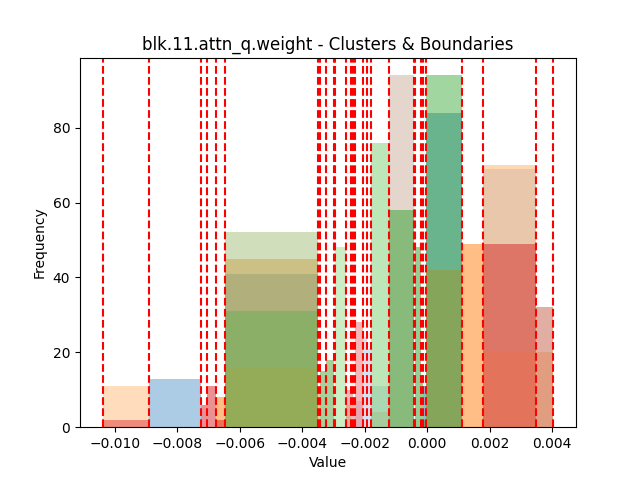 blk.11.attn_q.weight - Clusters & Boundaries
Frequency
80
60
40
20
0
−0.010 −0.008 −0.006 −0.004 −0.002 0.000 0.002 0.004
Value